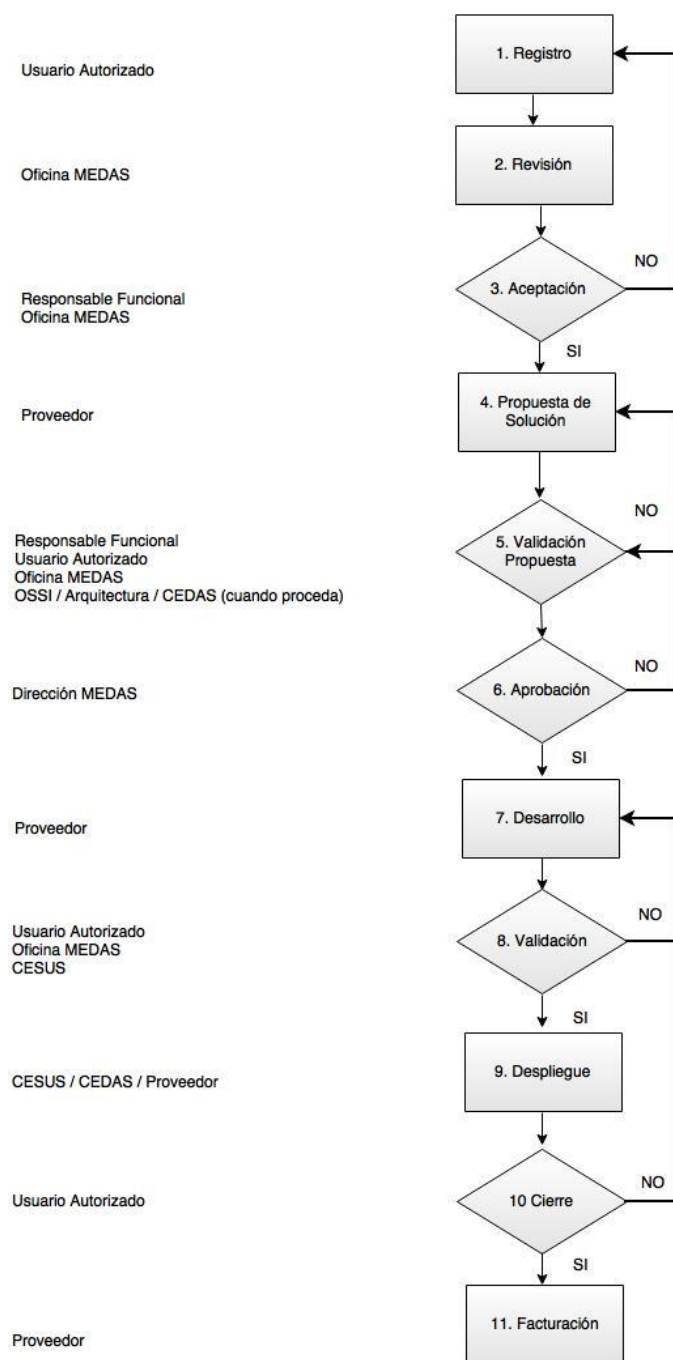 1. Registro
Usuario Autorizado
2. Revisión
Oficina MEDAS
NO
3. Aceptación
Responsable Funcional
Oficina MEDAS
SI
4. Propuesta de
Solución
Proveedor
NO
5. Validación
Propuesta
Responsable Funcional
Usuario Autorizado
Oficina MEDAS
OSSI / Arquitectura / CEDAS (cuando proceda)
NO
6. Aprobación
Dirección MEDAS
SI
7. Desarrollo
Proveedor
NO
8. Validación
Usuario Autorizado
Oficina MEDAS
CESUS
SI
9. Despliegue
CESUS / CEDAS / Proveedor
NO
10 Cierre
Usuario Autorizado
SI
11. Facturación
Proveedor